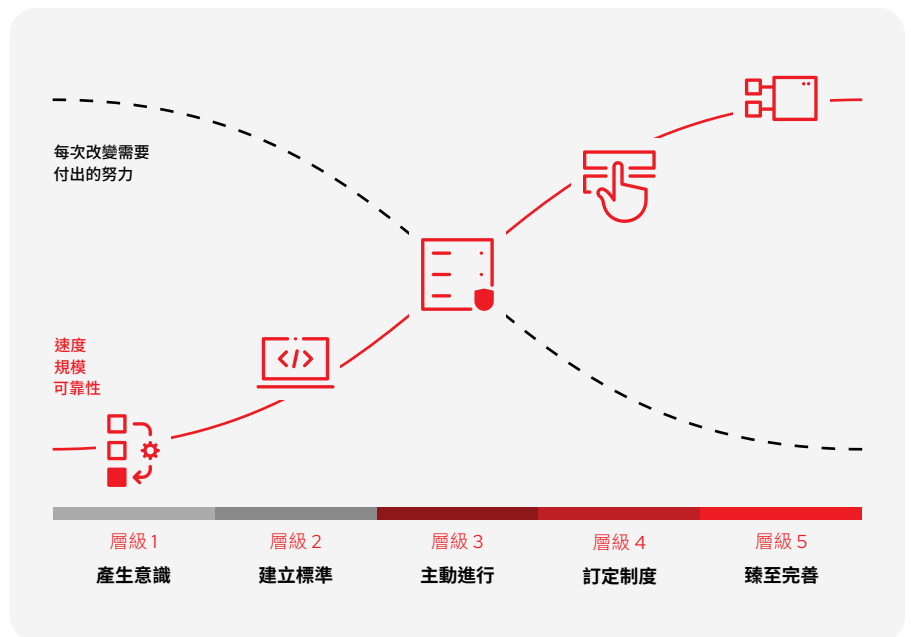 每次改變需要
付出的努力
速度
規模
可靠性
層級 1
產生意識
層級 2
建立標準
層級 3
主動進行
層級 4
訂定制度
層級 5
臻至完善